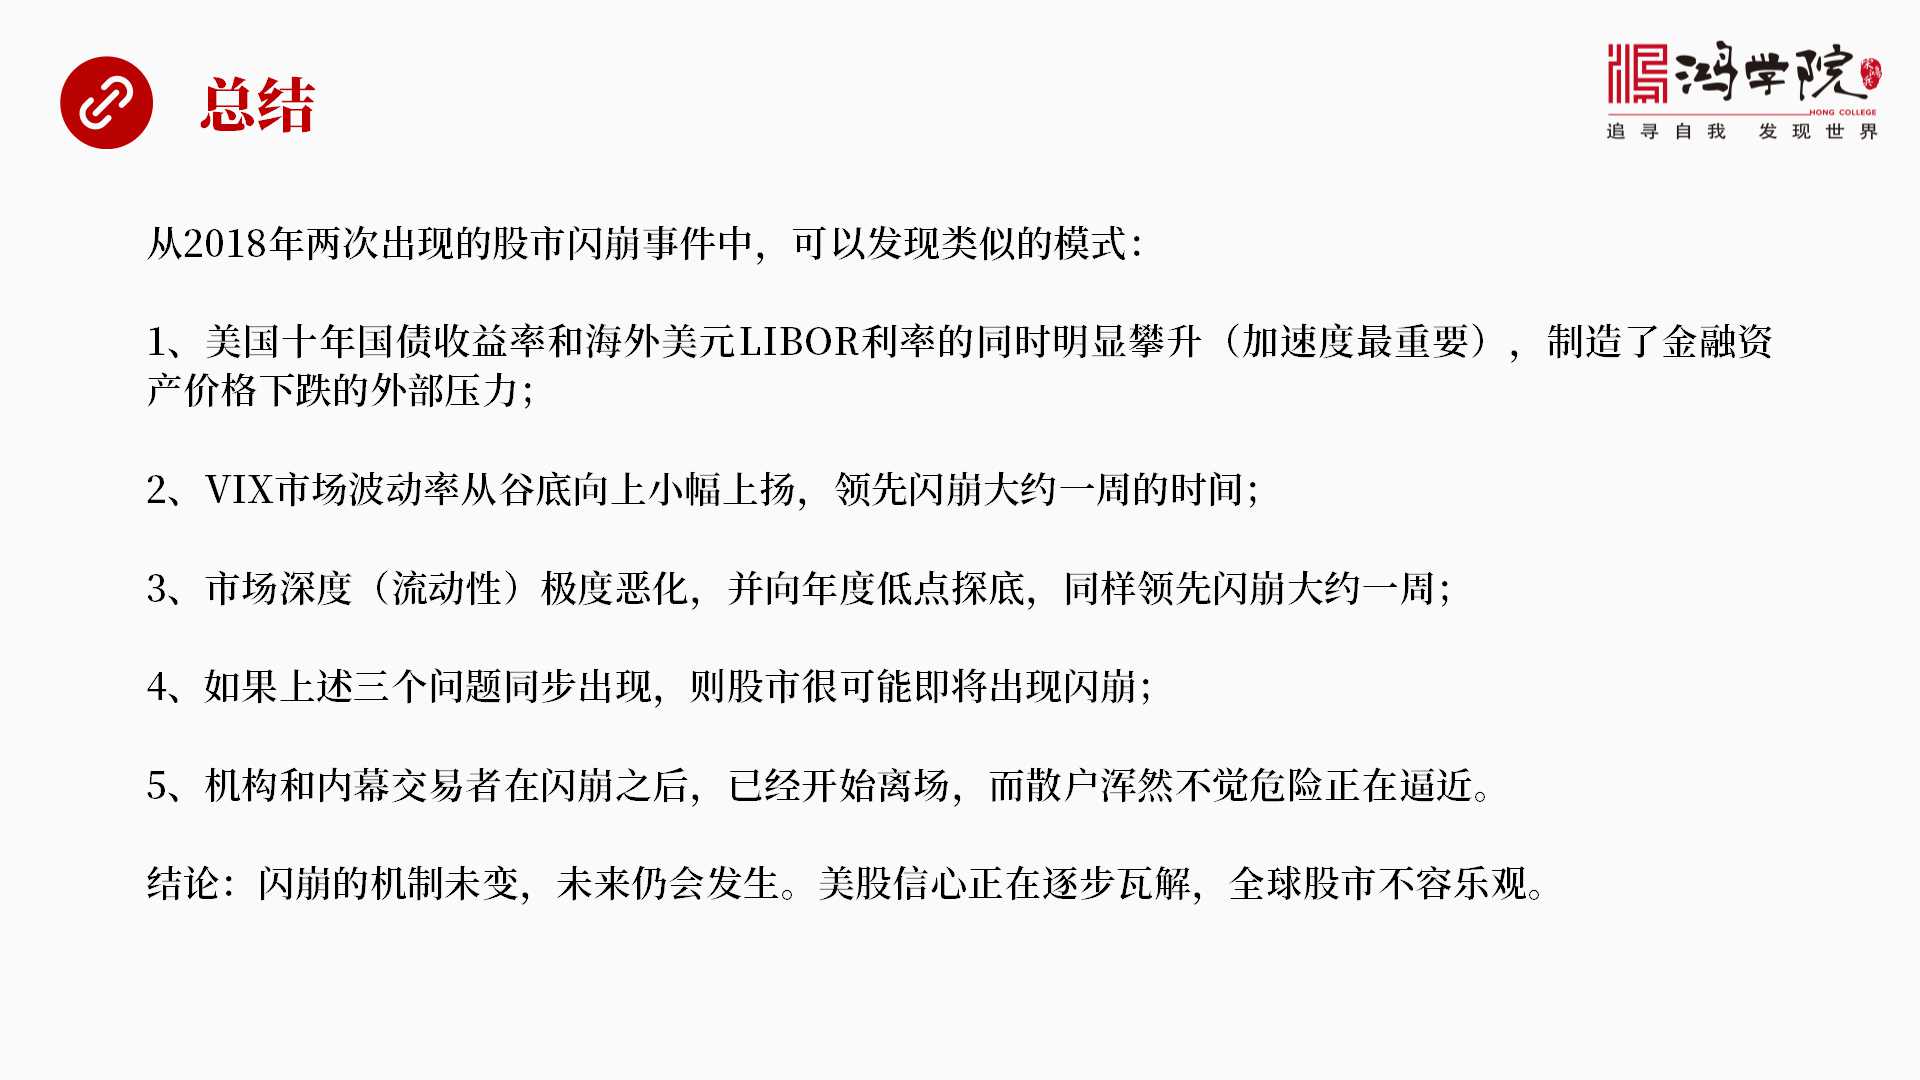 总结
鸿学院
HONG COLLEGE
追寻自我 发现世界
从2018年两次出现的股市闪崩事件中，可以发现类似的模式：
1、美国十年国债收益率和海外美元LIBOR利率的同时明显攀升（加速度最重要），制造了金融资
产价格下跌的外部压力；
2、VIX市场波动率从谷底向上小幅上扬，领先闪崩大约一周的时间；
3、市场深度（流动性）极度恶化，并向年度低点探底，同样领先闪崩大约一周；
4、如果上述三个问题同步出现，则股市很可能即将出现闪崩；
5、机构和内幕交易者在闪崩之后，已经开始离场，而散户浑然不觉危险正在逼近。
结论：闪崩的机制未变，未来仍会发生。美股信心正在逐步瓦解，全球股市不容乐观。